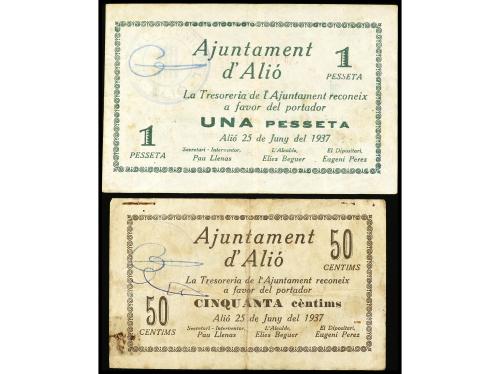 Ajuntament
d'Alió
1
PESSETA
La Tresoreria de l'Ajuntament reconeix
a favor del portador
UNA PESSETA
Alió 25 de Juny del 1937
1
PESSETA
Secretari - Interventor,   L'Alcalde,   El Dipositari,
Pau Llenas   Elies Beguer   Eugeni Perez
Ajuntament
d'Alió
50
CENTIMS
La Tresoreria de l'Ajuntament reconeix
a favor del portador
CINQUANTA cèntims
Alió 25 de juny del 1937
50
CENTIMS
Secretari - Interventor,   L'Alcalde,   El Dipositari,
Pau Llenas   Elies Beguer   Eugeni Perez